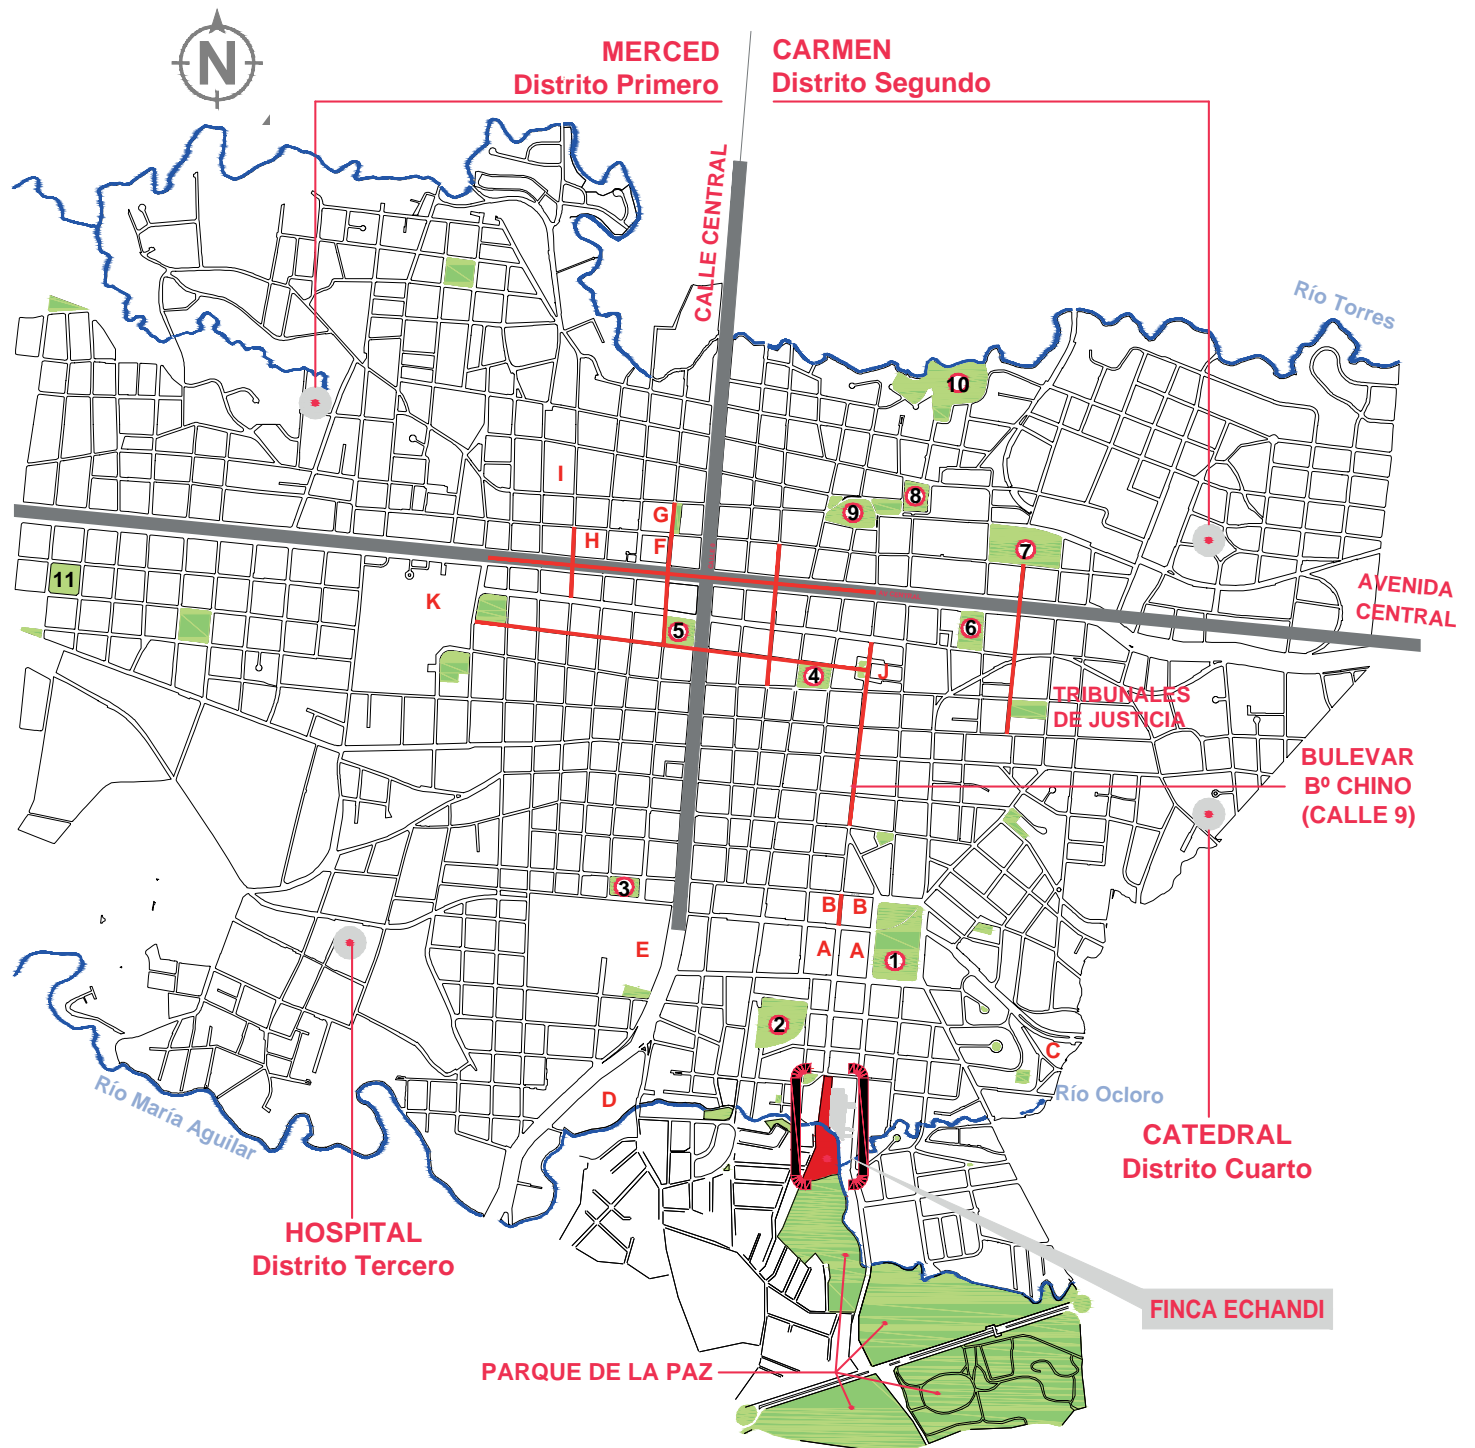 N
MERCED
Distrito Primero
CARMEN
Distrito Segundo
CALLE CENTRAL
Río Torres
10
I
8
G
9
H
F
7
11
K
AVENIDA
CENTRAL
5
6
4
J
TRIBUNALES
DE JUSTICIA
BULEVAR
Bº CHINO
(CALLE 9)
3
B
B
E
A
A
1
2
C
D
Río María Aguilar
Río Ocloro
CATEDRAL
Distrito Cuarto
HOSPITAL
Distrito Tercero
FINCA ECHANDI
PARQUE DE LA PAZ